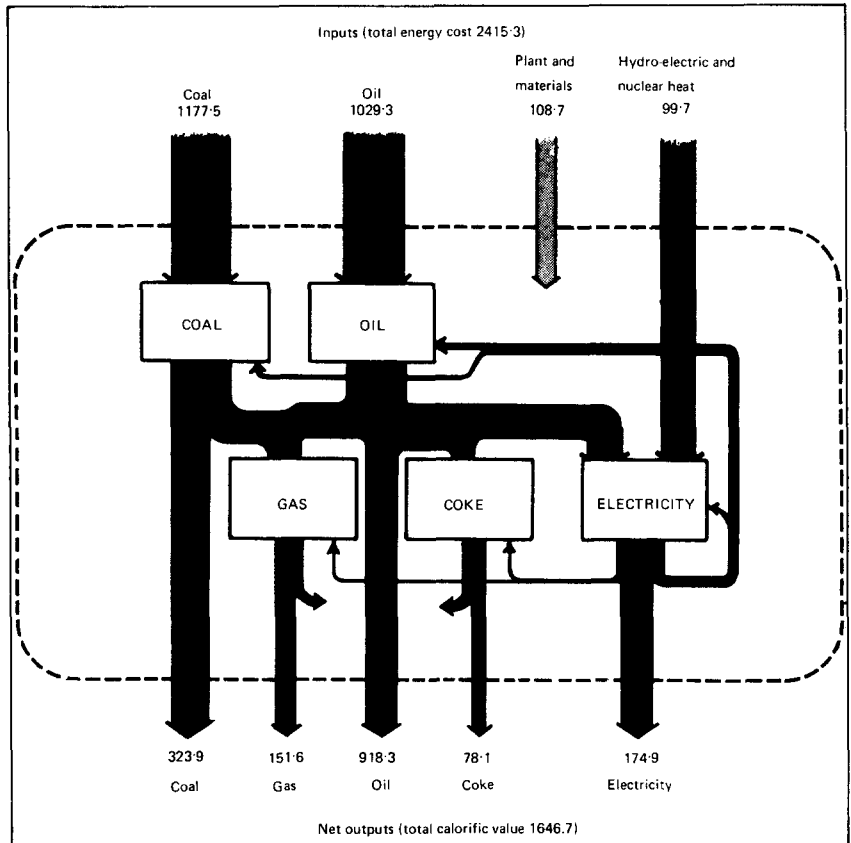 Inputs (total energy cost 2415·3)
Coal
1177·5
Oil
1029·3
Plant and
materials
108·7
Hydro-electric and
nuclear heat
99·7
COAL
OIL
GAS
COKE
ELECTRICITY
323·9
Coal
151·6
Gas
918·3
Oil
78·1
Coke
174·9
Electricity
Net outputs (total calorific value 1646.7)